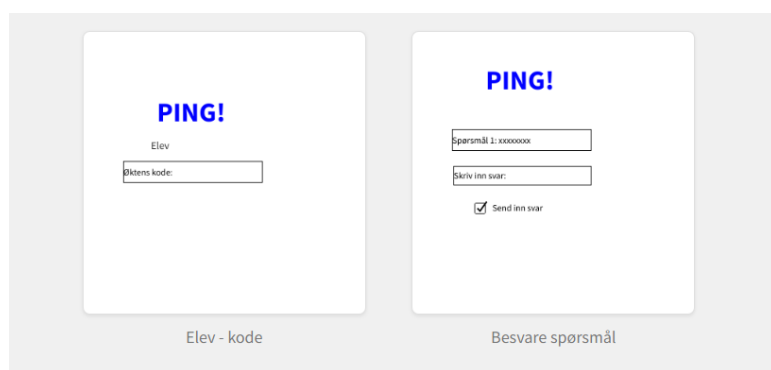 PING!
Elev
Øktens kode:
Elev - kode
PING!
Spørsmål 1: xxxxxxxx
Skriv inn svar:
Send inn svar
Besvare spørsmål